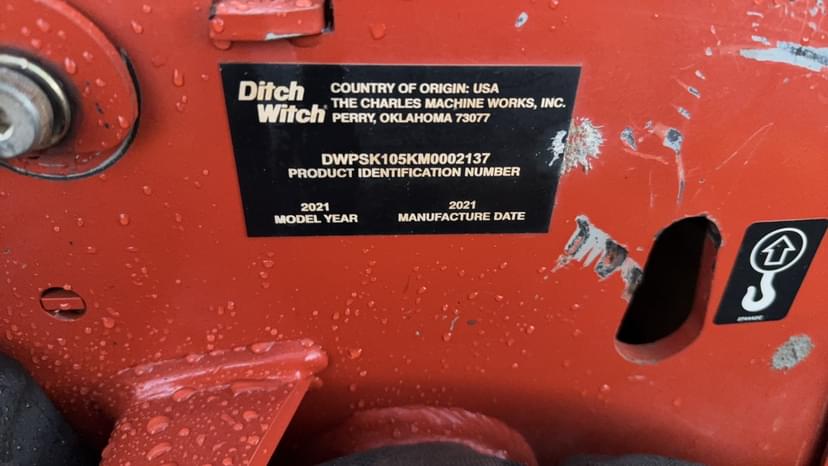 Ditch
Witch®
COUNTRY OF ORIGIN: USA
THE CHARLES MACHINE WORKS, INC.
PERRY, OKLAHOMA 73077
DWPSK105KM0002137
PRODUCT IDENTIFICATION NUMBER
2021
MODEL YEAR
2021
MANUFACTURE DATE